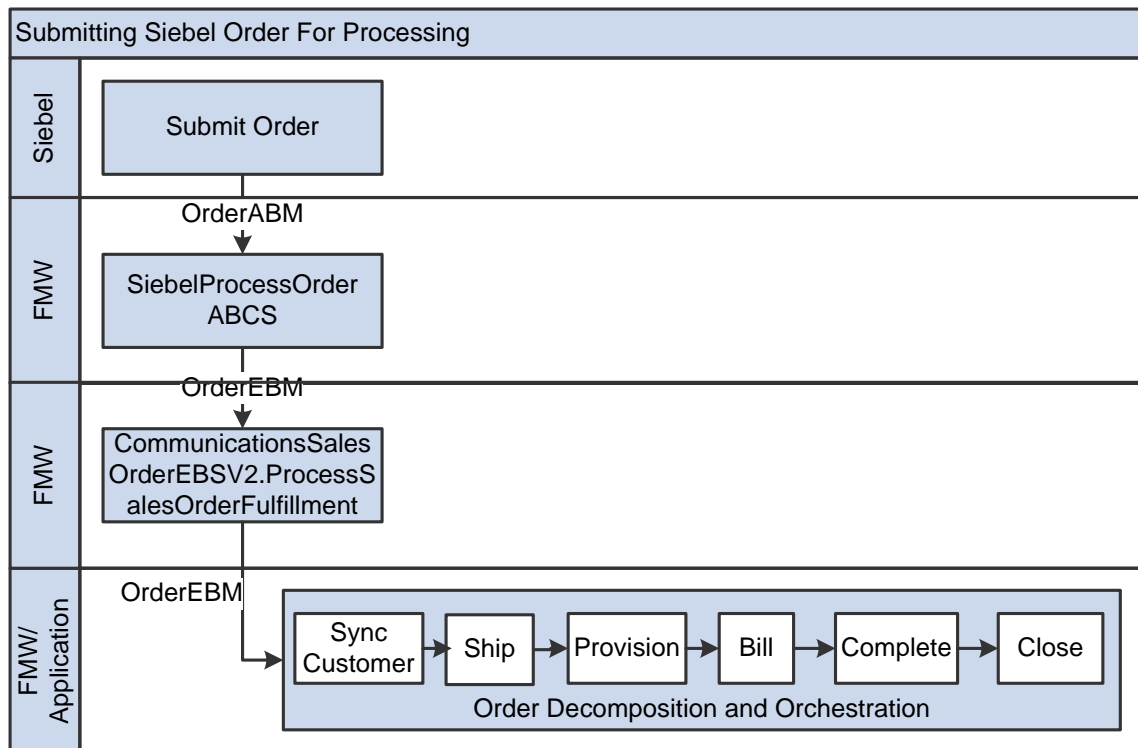 Submitting Siebel Order For Processing
Siebel
Submit Order
OrderABM
FMW
SiebelProcessOrder
ABCS
OrderEBM
FMW
CommunicationsSales
OrderEBSV2.ProcessS
alesOrderFulfillment
FMW/
Application
OrderEBM
Sync
Customer
Ship
Provision
Bill
Complete
Close
Order Decomposition and Orchestration